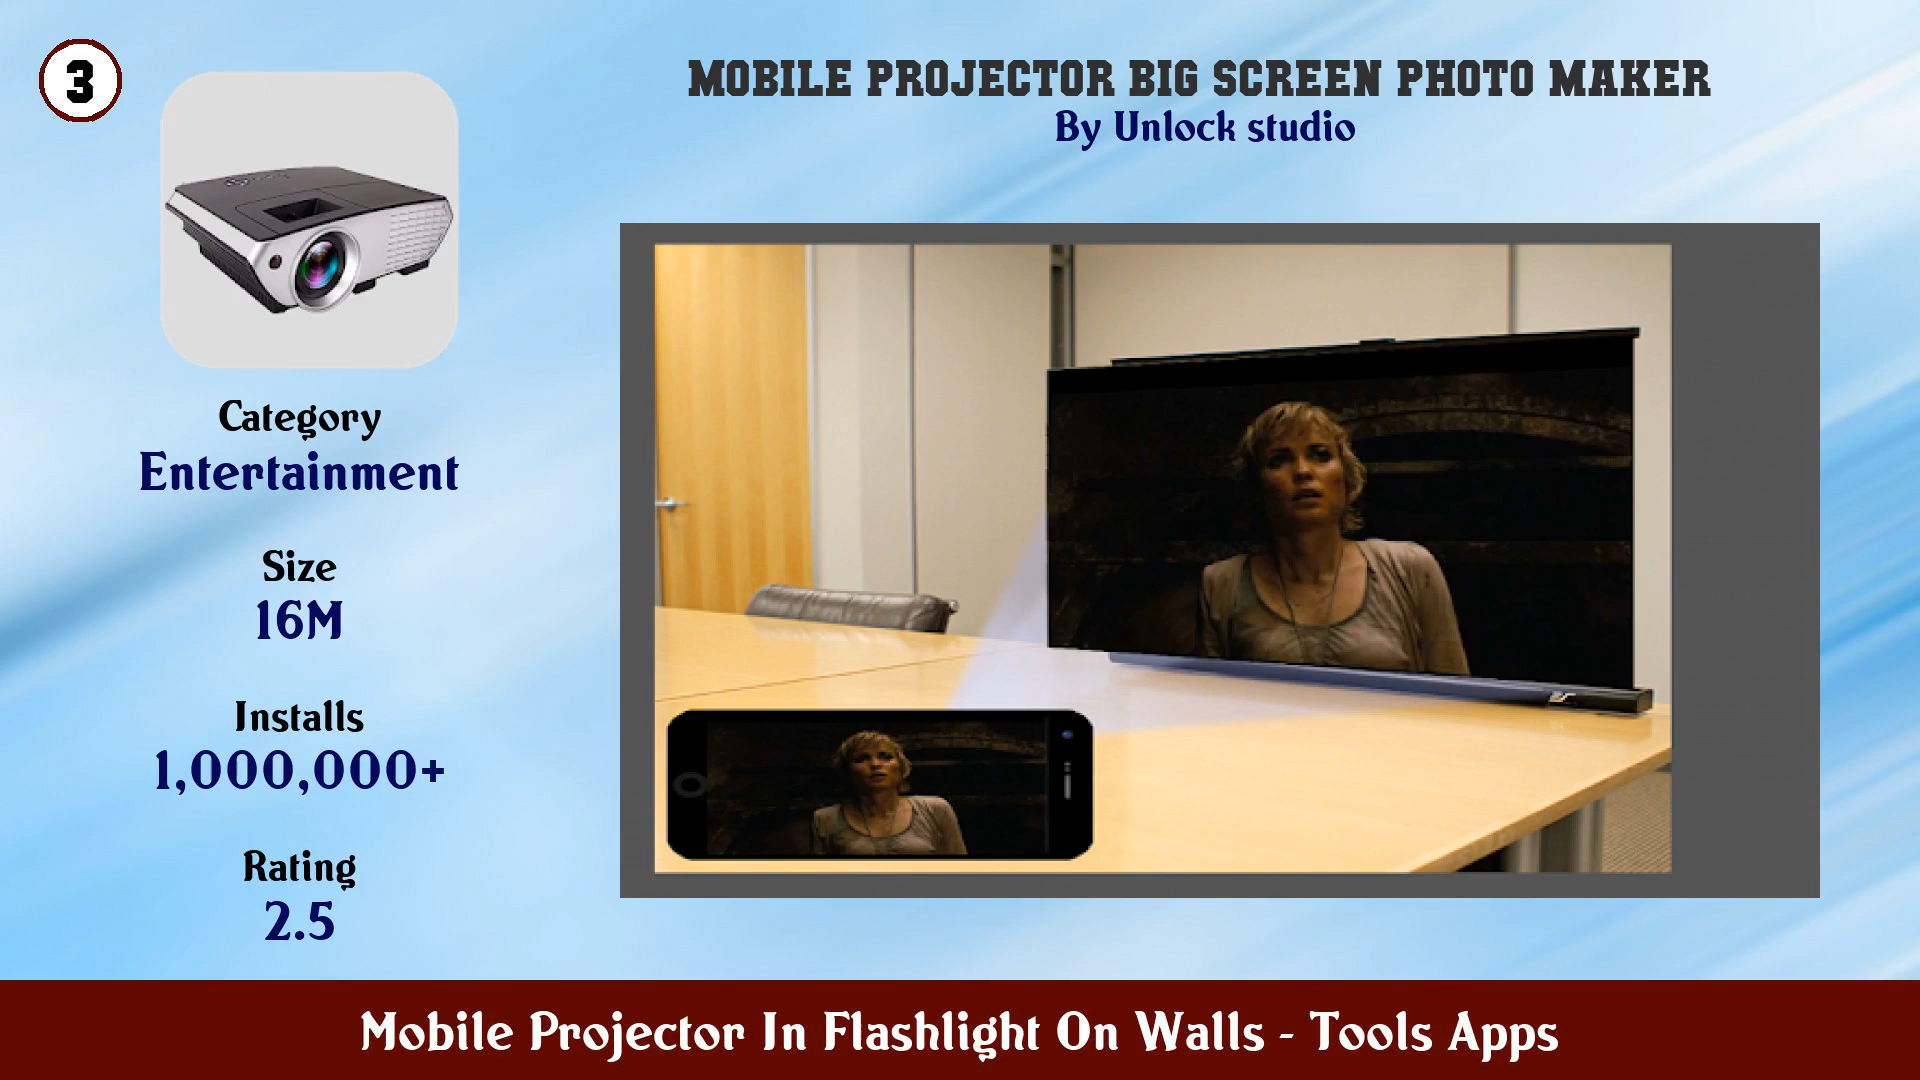 3
MOBILE PROJECTOR BIG SCREEN PHOTO MAKER
By Unlock studio
Category
Entertainment
Size
16M
Installs
1,000,000+
Rating
2.5
Mobile Projector In Flashlight On Walls - Tools Apps